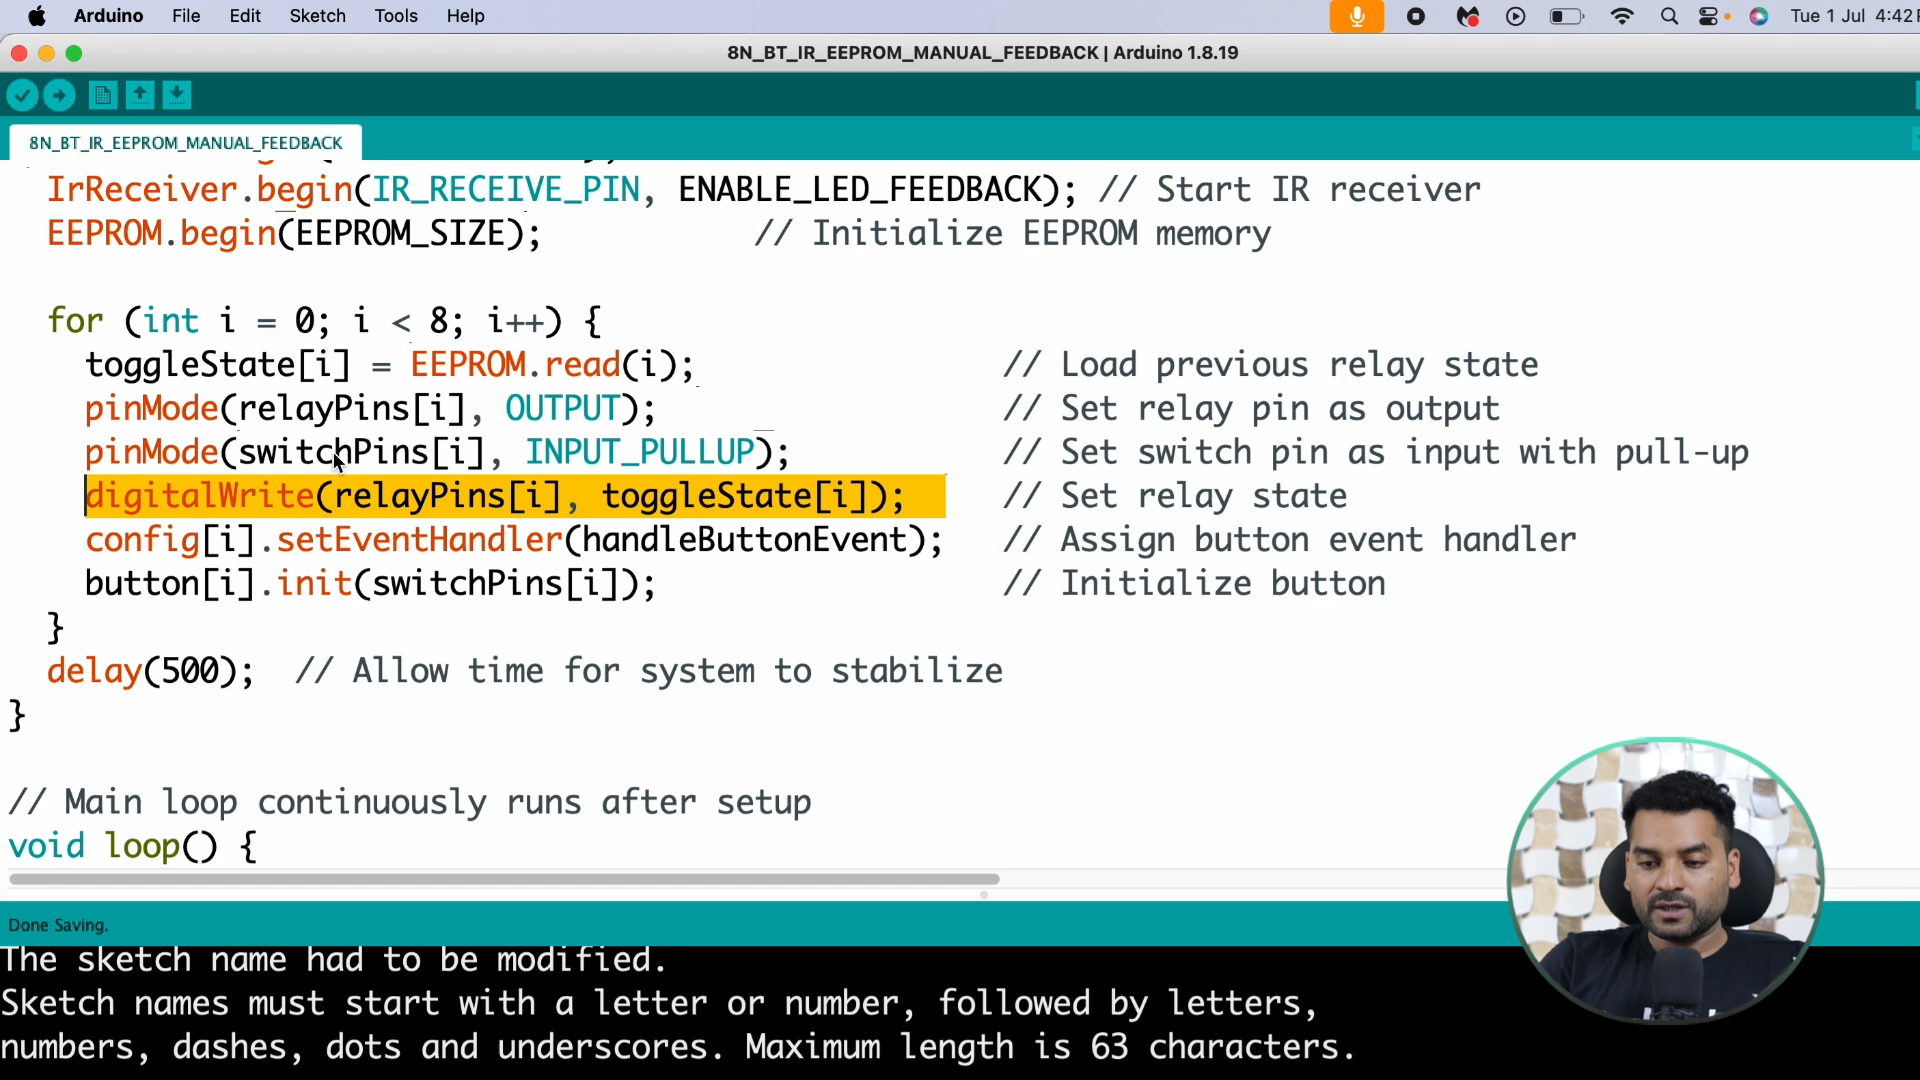 Arduino File Edit Sketch Tools Help Tue 1 Jul 4:42
8N_BT_IR_EEPROM_MANUAL_FEEDBACK | Arduino 1.8.19
8N_BT_IR_EEPROM_MANUAL_FEEDBACK
IrReceiver.begin(IR_RECEIVE_PIN, ENABLE_LED_FEEDBACK); // Start IR receiver
EEPROM.begin(EEPROM_SIZE); // Initialize EEPROM memory
for (int i = 0; i < 8; i++) {
toggleState[i] = EEPROM.read(i); // Load previous relay state
pinMode(relayPins[i], OUTPUT); // Set relay pin as output
pinMode(switchPins[i], INPUT_PULLUP); // Set switch pin as input with pull-up
digitalWrite(relayPins[i], toggleState[i]); // Set relay state
config[i].setEventHandler(handleButtonEvent); // Assign button event handler
button[i].init(switchPins[i]); // Initialize button
}
delay(500); // Allow time for system to stabilize
}
// Main loop continuously runs after setup
void loop() {
Done Saving.
The sketch name had to be modified.
Sketch names must start with a letter or number, followed by letters,
numbers, dashes, dots and underscores. Maximum length is 63 characters.